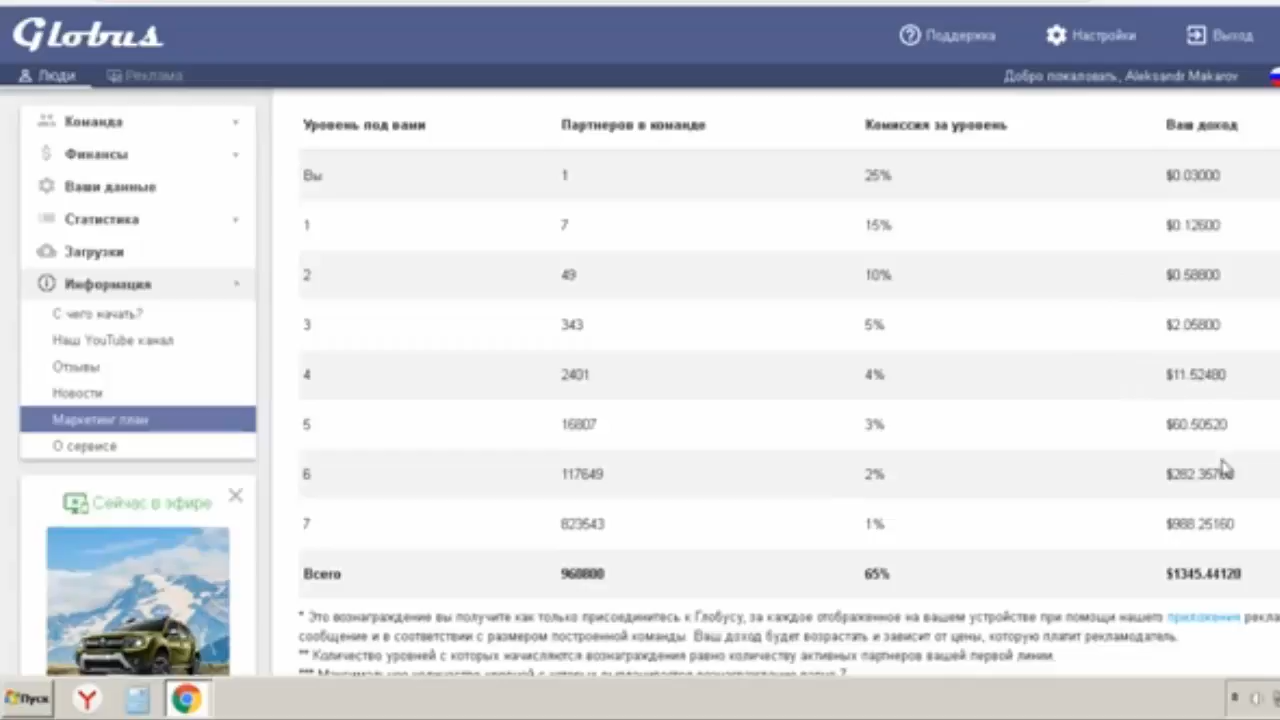 Globus
Поддержка
Настройки
Выход
Люди
Реклама
Добро пожаловать, Aleksandr Makarov
Команда
Финансы
Ваши данные
Статистика
Загрузки
Информация
С чего начать?
Наш YouTube канал
Отзывы
Новости
Маркетинг план
О сервисе
Сейчас в эфире
Уровень под вами Партнеров в команде Комиссия за уровень Ваш доход
Вы 1 25% $0.03000
1 7 15% $0.12600
2 49 10% $0.58800
3 343 5% $2.05800
4 2401 4% $11.52480
5 16807 3% $60.50520
6 117649 2% $282.35760
7 823543 1% $988.25160
Всего 960800 65% $1345.44120
* Это вознаграждение вы получите как только присоединитесь к Глобусу, за каждое отображенное на вашем устройстве при помощи нашего приложения рекла
сообщение и в соответствии с размером построенной команды. Ваш доход будет возрастать и зависит от цены, которую платит рекламодатель.
** Количество уровней с которых начисляются вознаграждения равно количеству активных партнеров вашей первой линии.
Пуск